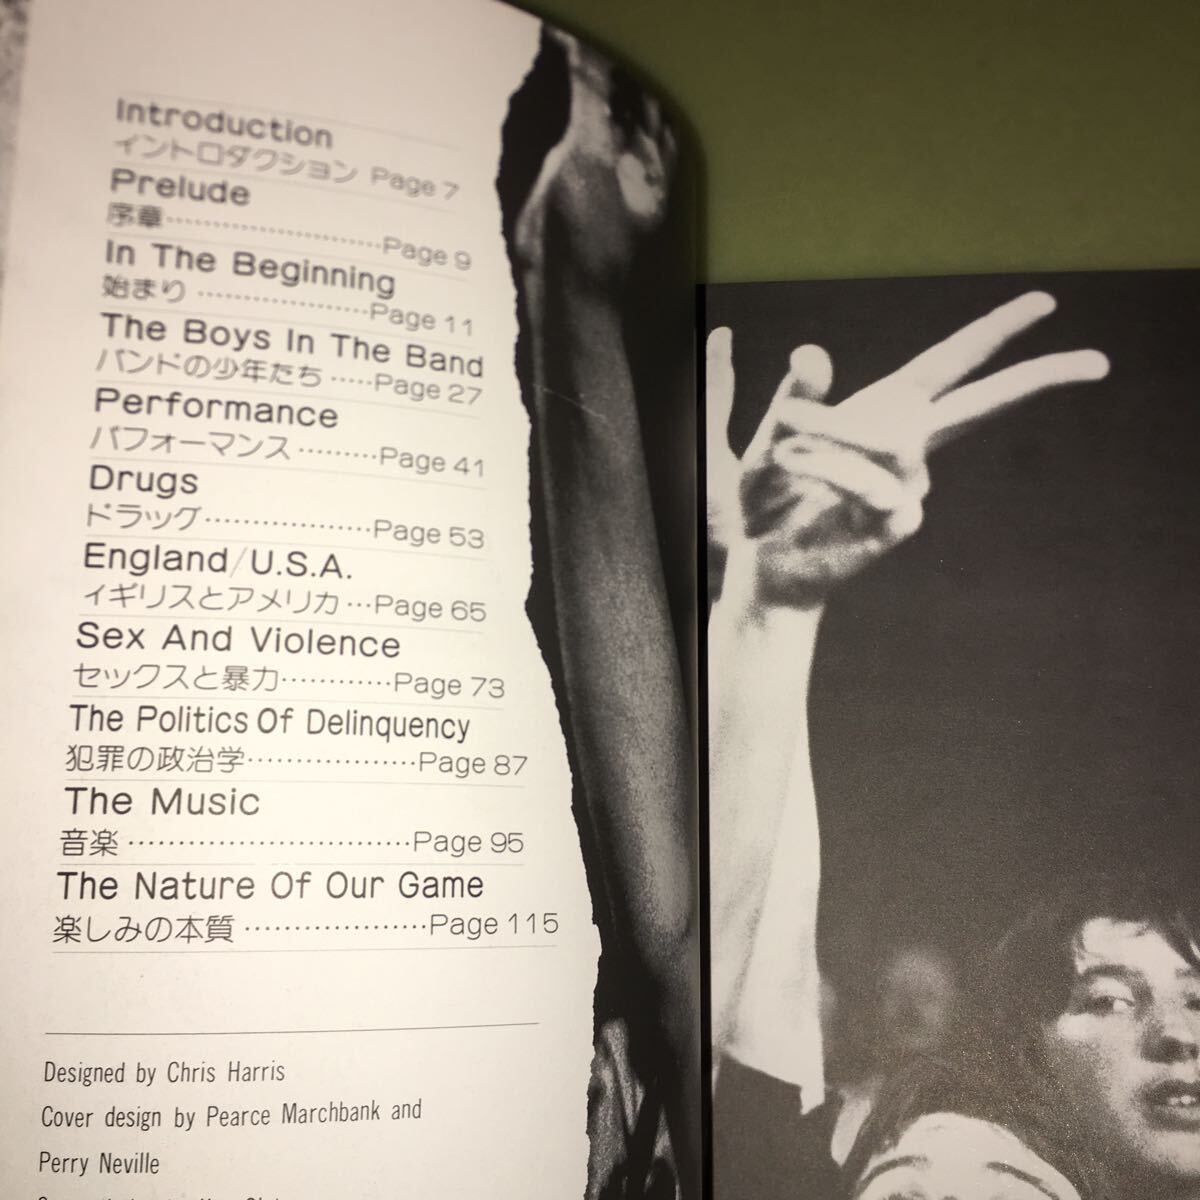 Introduction
イントロダクション Page 7
Prelude
序章························Page 9
In The Beginning
始まり ···················Page 11
The Boys In The Band
バンドの少年たち ·····Page 27
Performance
パフォーマンス·········Page 41
Drugs
ドラッグ··················Page 53
England/U.S.A.
イギリスとアメリカ···Page 65
Sex And Violence
セックスと暴力············Page 73
The Politics Of Delinquency
犯罪の政治学··················Page 87
The Music
音楽 ····························Page 95
The Nature Of Our Game
楽しみの本質 ···················Page 115
Designed by Chris Harris
Cover design by Pearce Marchbank and
Perry Neville